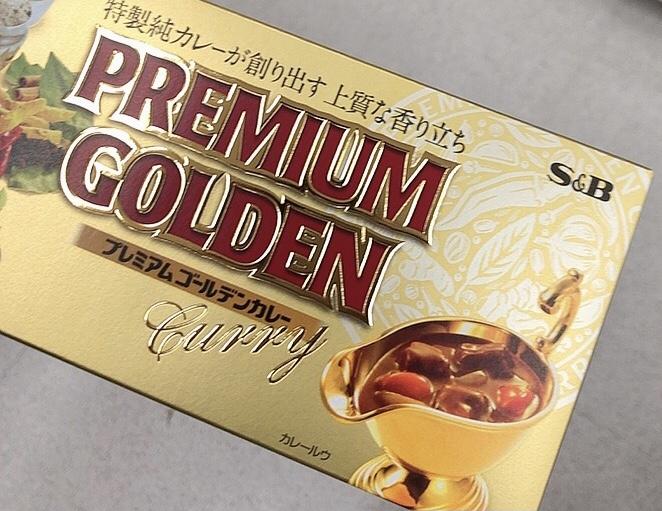 特製純カレーが創り出す 上質な香り立ち
PREMIUM
GOLDEN
プレミアムゴールデンカレー
Curry
S&B
カレールウ